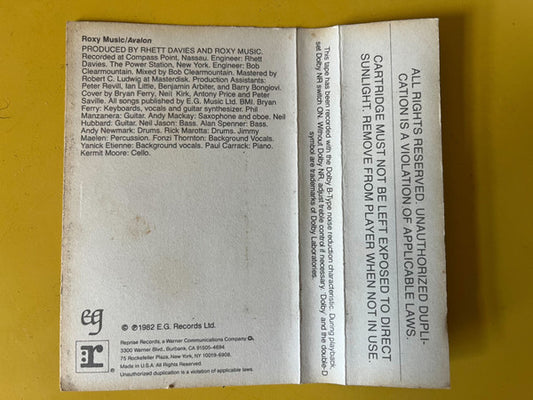 Roxy Music/Avalon
PRODUCED BY RHETT DAVIES AND ROXY MUSIC.
Recorded at Compass Point, Nassau. Engineer: Rhett
Davies. The Power Station, New York. Engineer: Bob
Clearmountain. Mixed by Bob Clearmountain. Mastered by
Robert C. Ludwig at Masterdisk. Production Assistants:
Peter Revill, Ian Little, Benjamin Arbiter, and Barry Bongiovi.
Cover by Bryan Ferry, Neil Kirk, Antony Price and Peter
Saville. All songs published by E.G. Music Ltd. BMI. Bryan
Ferry: Keyboards, vocals and guitar synthesizer. Phil
Manzanera: Guitar. Andy Mackay: Saxophone and oboe. Neil
Hubbard: Guitar. Neil Jason: Bass. Alan Spenner: Bass.
Andy Newmark: Drums. Rick Marotta: Drums. Jimmy
Maelen: Percussion. Fonzi Thornton: Background Vocals.
Yanick Etienne: Background vocals. Paul Carrack: Piano.
Kermit Moore: Cello.
eg
© ℗ 1982 E.G. Records Ltd.
r
Reprise Records, a Warner Communications Company
3300 Warner Blvd., Burbank, CA 91505-4694
75 Rockefeller Plaza, New York, NY 10019-6908.
Made in U.S.A. All Rights Reserved.
Unauthorized duplication is a violation of applicable laws.
This tape has been recorded with the Dolby B-Type noise reduction characteristic. During playback,
set Dolby NR switch ON. Without Dolby NR, adjust treble control if necessary. 'Dolby' and the double-D
symbol are trademarks of Dolby Laboratories.
ALL RIGHTS RESERVED. UNAUTHORIZED DUPLI-
CATION IS A VIOLATION OF APPLICABLE LAWS.
CARTRIDGE MUST NOT BE LEFT EXPOSED TO DIRECT
SUNLIGHT: REMOVE FROM PLAYER WHEN NOT IN USE.